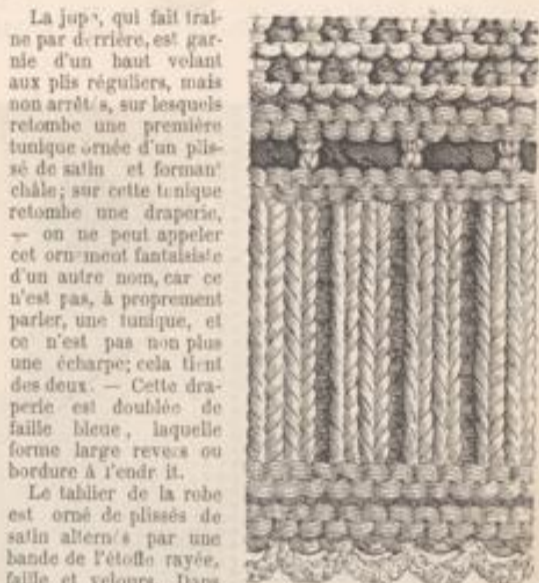 La jupe, qui fait traî-
ne par derrière, est gar-
nie d'un haut volant
aux plis réguliers, mais
non arrêtés, sur lesquels
retombe une première
tunique ornée d'un plis-
sé de satin et formant
châle; sur cette tunique
retombe une draperie,
— on ne peut appeler
cet ornement fantaisiste
d'un autre nom, car ce
n'est pas, à proprement
parler, une tunique, et
ce n'est pas non plus
une écharpe; cela tient
des deux. — Cette dra-
perie est doublée de
faille bleue, laquelle
forme large revers ou
bordure à l'endroit.
Le tablier de la robe
est orné de plissés de
satin alternés par une
bande de l'étoffe rayée,
faille et velours. Dans